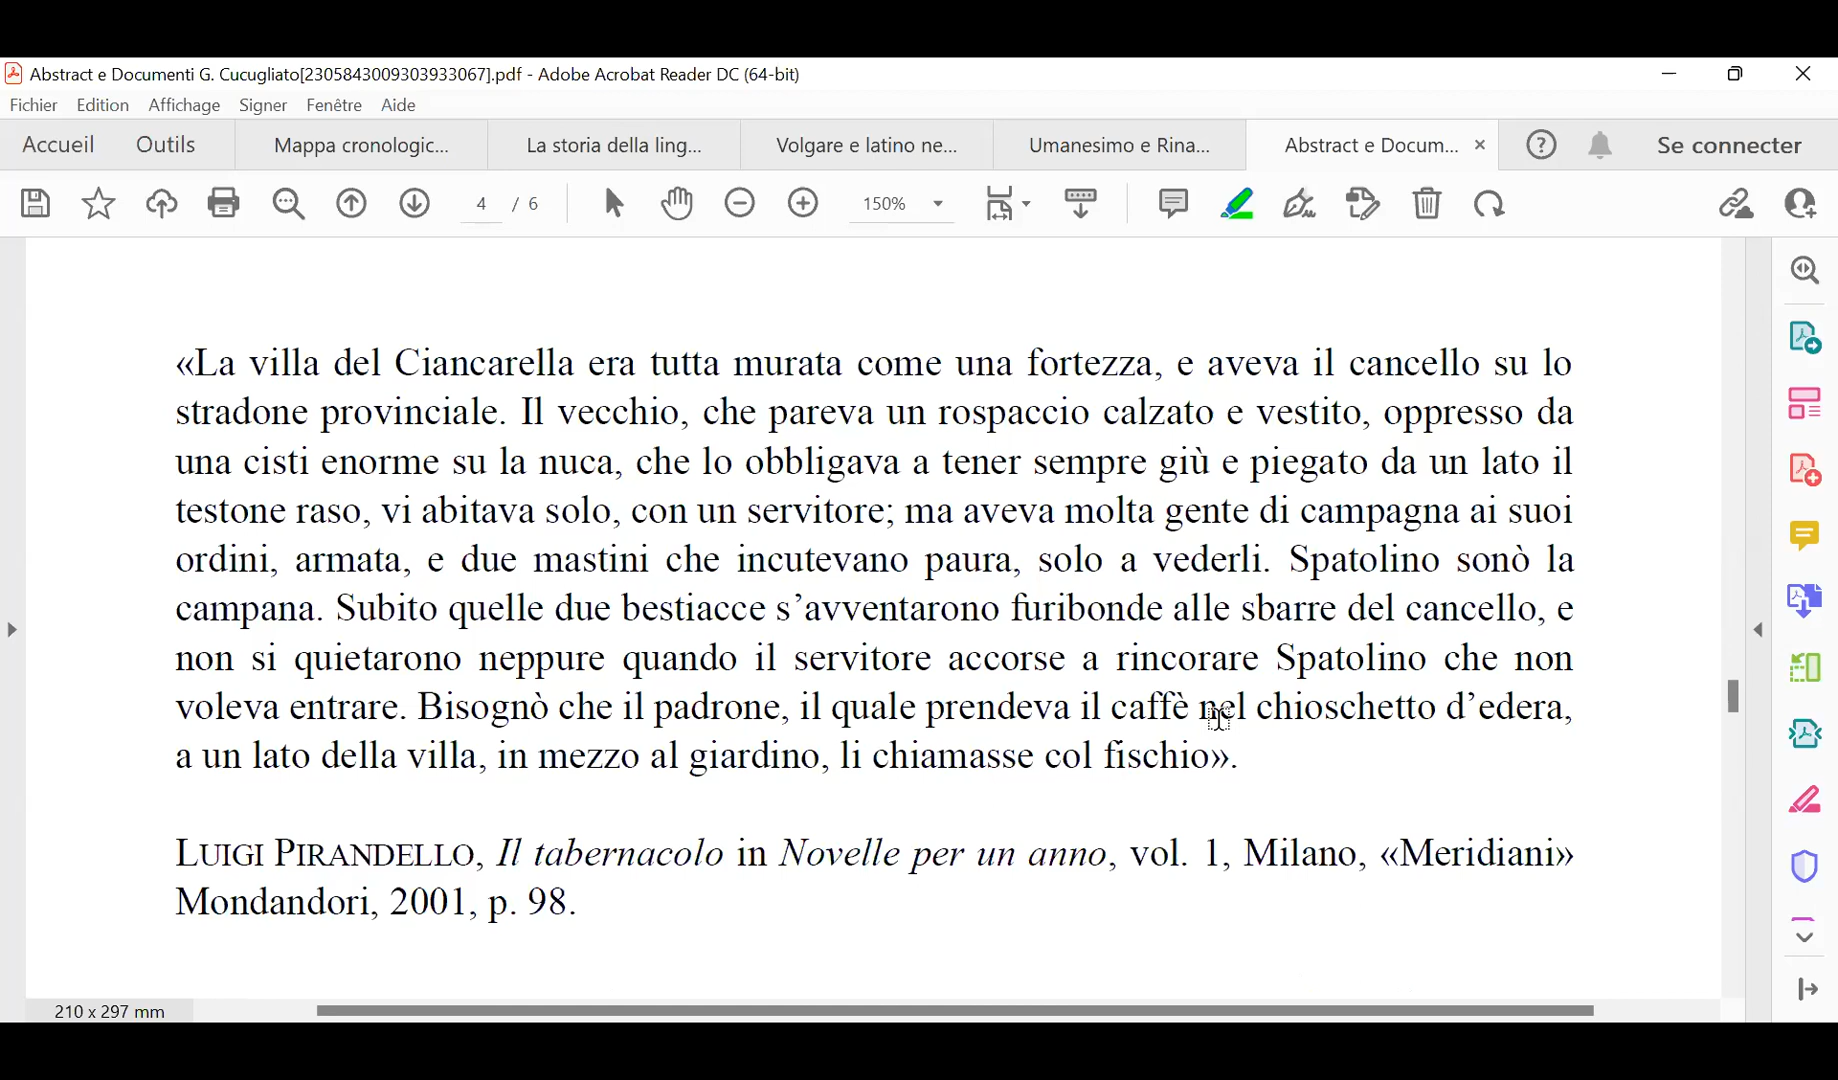 Abstract e Documenti G. Cucugliato[2305843009303933067].pdf - Adobe Acrobat Reader DC (64-bit)
Fichier Edition Affichage Signer Fenêtre Aide
Accueil Outils Mappa cronologic... La storia della ling... Volgare e latino ne... Umanesimo e Rina... Abstract e Docum... Se connecter
4 / 6 150%
«La villa del Ciancarella era tutta murata come una fortezza, e aveva il cancello su lo
stradone provinciale. Il vecchio, che pareva un rospaccio calzato e vestito, oppresso da
una cisti enorme su la nuca, che lo obbligava a tener sempre giù e piegato da un lato il
testone raso, vi abitava solo, con un servitore; ma aveva molta gente di campagna ai suoi
ordini, armata, e due mastini che incutevano paura, solo a vederli. Spatolino sonò la
campana. Subito quelle due bestiacce s’avventarono furibonde alle sbarre del cancello, e
non si quietarono neppure quando il servitore accorse a rincorare Spatolino che non
voleva entrare. Bisognò che il padrone, il quale prendeva il caffè nel chioschetto d’edera,
a un lato della villa, in mezzo al giardino, li chiamasse col fischio».
LUIGI PIRANDELLO, Il tabernacolo in Novelle per un anno, vol. 1, Milano, «Meridiani»
Mondandori, 2001, p. 98.
210 x 297 mm